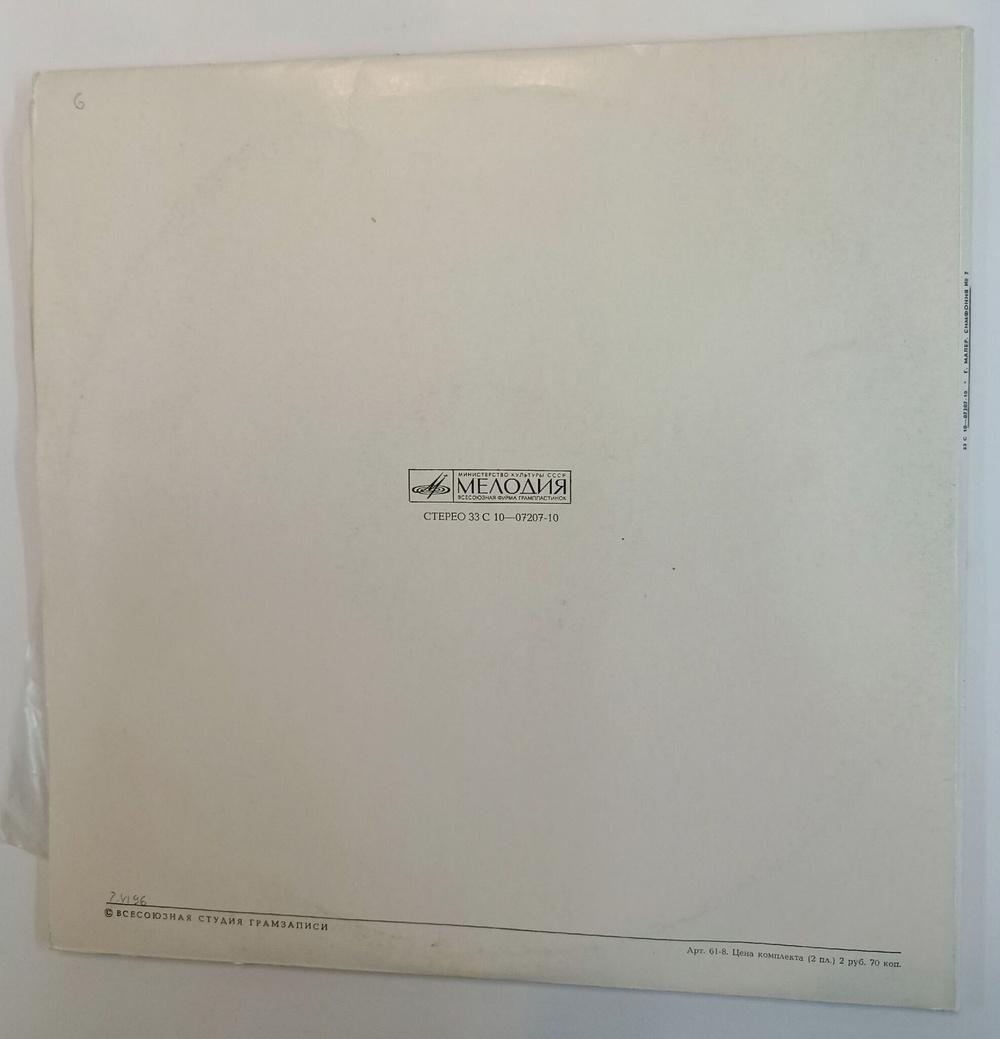 6
МИНИСТЕРСТВО КУЛЬТУРЫ СССР
МЕЛОДИЯ
ВСЕСОЮЗНАЯ ФИРМА ГРАМПЛАСТИНОК
СТЕРЕО 33 С 10—07207-10
33 С 10—07207-10 • Г. МАЛЕР. СИМФОНИЯ № 7
7.VI 96
© ВСЕСОЮЗНАЯ СТУДИЯ ГРАМЗАПИСИ
Арт. 61-8. Цена комплекта (2 пл.) 2 руб. 70 коп.